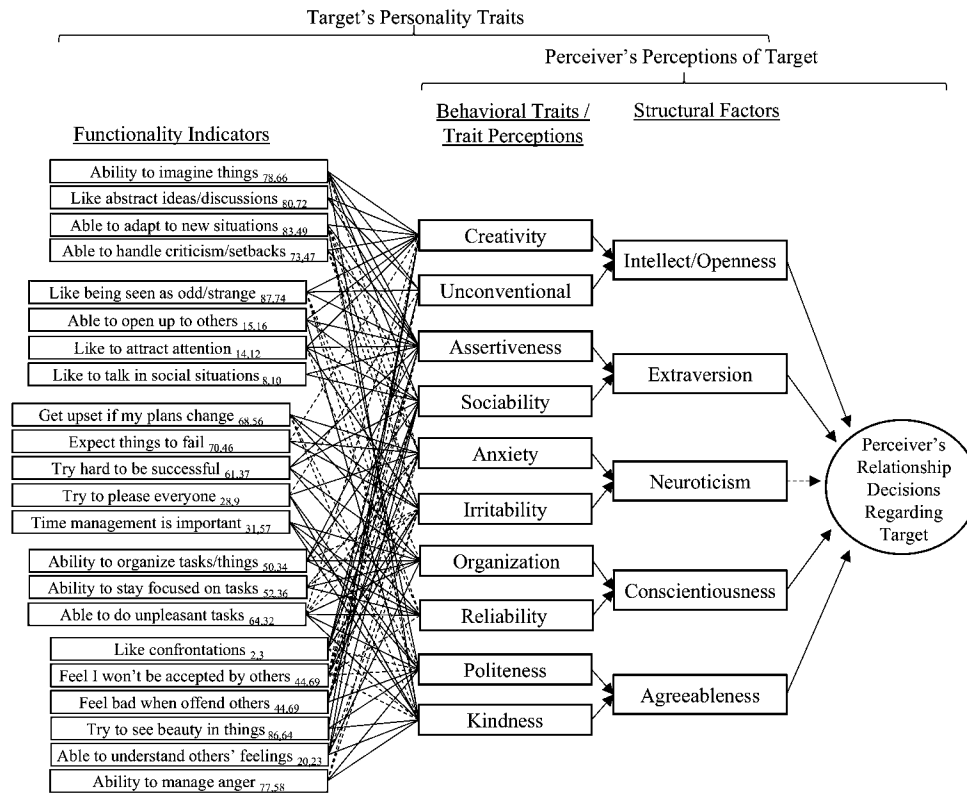 Target's Personality Traits
Perceiver's Perceptions of Target
Behavioral Traits /
Trait Perceptions
Structural Factors
Functionality Indicators
Ability to imagine things 78,66
Like abstract ideas/discussions 80,72
Able to adapt to new situations 83,49
Able to handle criticism/setbacks 73,47
Like being seen as odd/strange 87,74
Able to open up to others 15,16
Like to attract attention 14,12
Like to talk in social situations 8,10
Get upset if my plans change 68,56
Expect things to fail 70,46
Try hard to be successful 61,37
Try to please everyone 28,9
Time management is important 31,57
Ability to organize tasks/things 50,34
Ability to stay focused on tasks 52,36
Able to do unpleasant tasks 64,32
Like confrontations 2,3
Feel I won't be accepted by others 44,69
Feel bad when offend others 44,69
Try to see beauty in things 86,64
Able to understand others' feelings 20,23
Ability to manage anger 77,58
Creativity
Unconventional
Assertiveness
Sociability
Anxiety
Irritability
Organization
Reliability
Politeness
Kindness
Intellect/Openness
Extraversion
Neuroticism
Conscientiousness
Agreeableness
Perceiver's
Relationship
Decisions
Regarding
Target